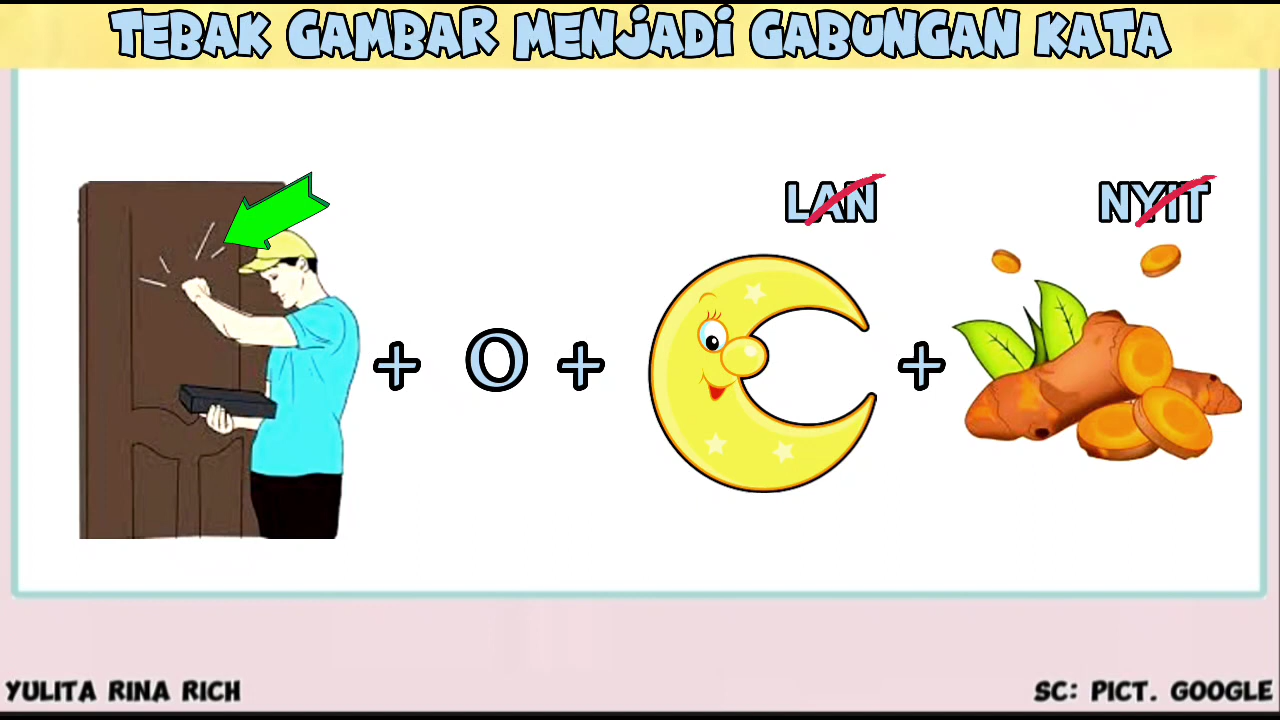 TEBAK GAMBAR MENJADI GABUNGAN KATA
LAN NYIT
+ O + +
YULITA RINA RICH SC: PICT. GOOGLE